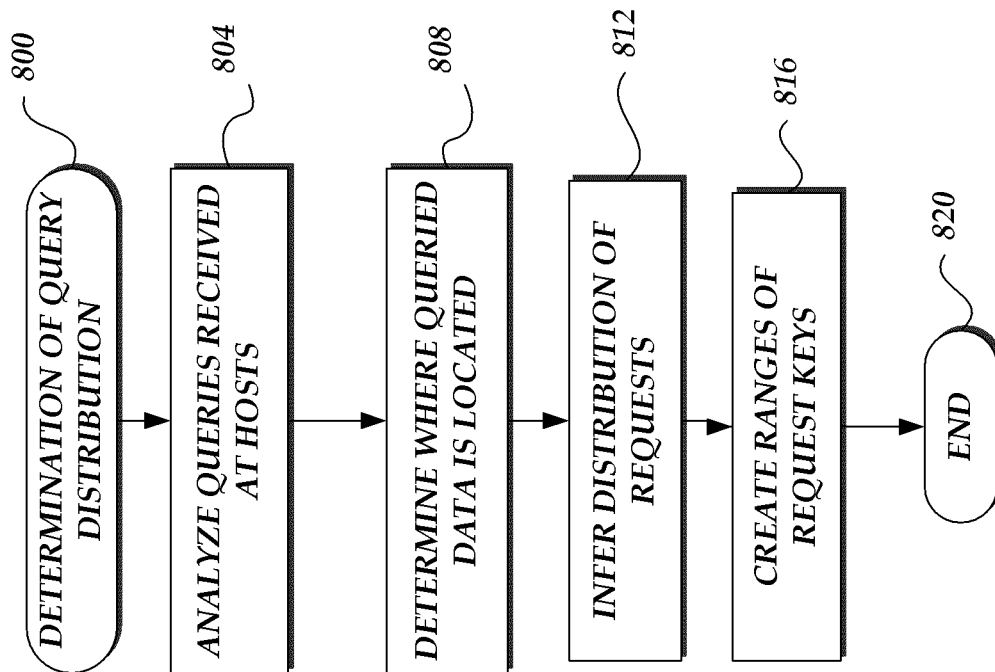 800
DETERMINATION OF QUERY
DISTRIBUTION
804
ANALYZE QUERIES RECEIVED
AT HOSTS
808
DETERMINE WHERE QUERIED
DATA IS LOCATED
812
INFER DISTRIBUTION OF
REQUESTS
816
CREATE RANGES OF
REQUEST KEYS
820
END